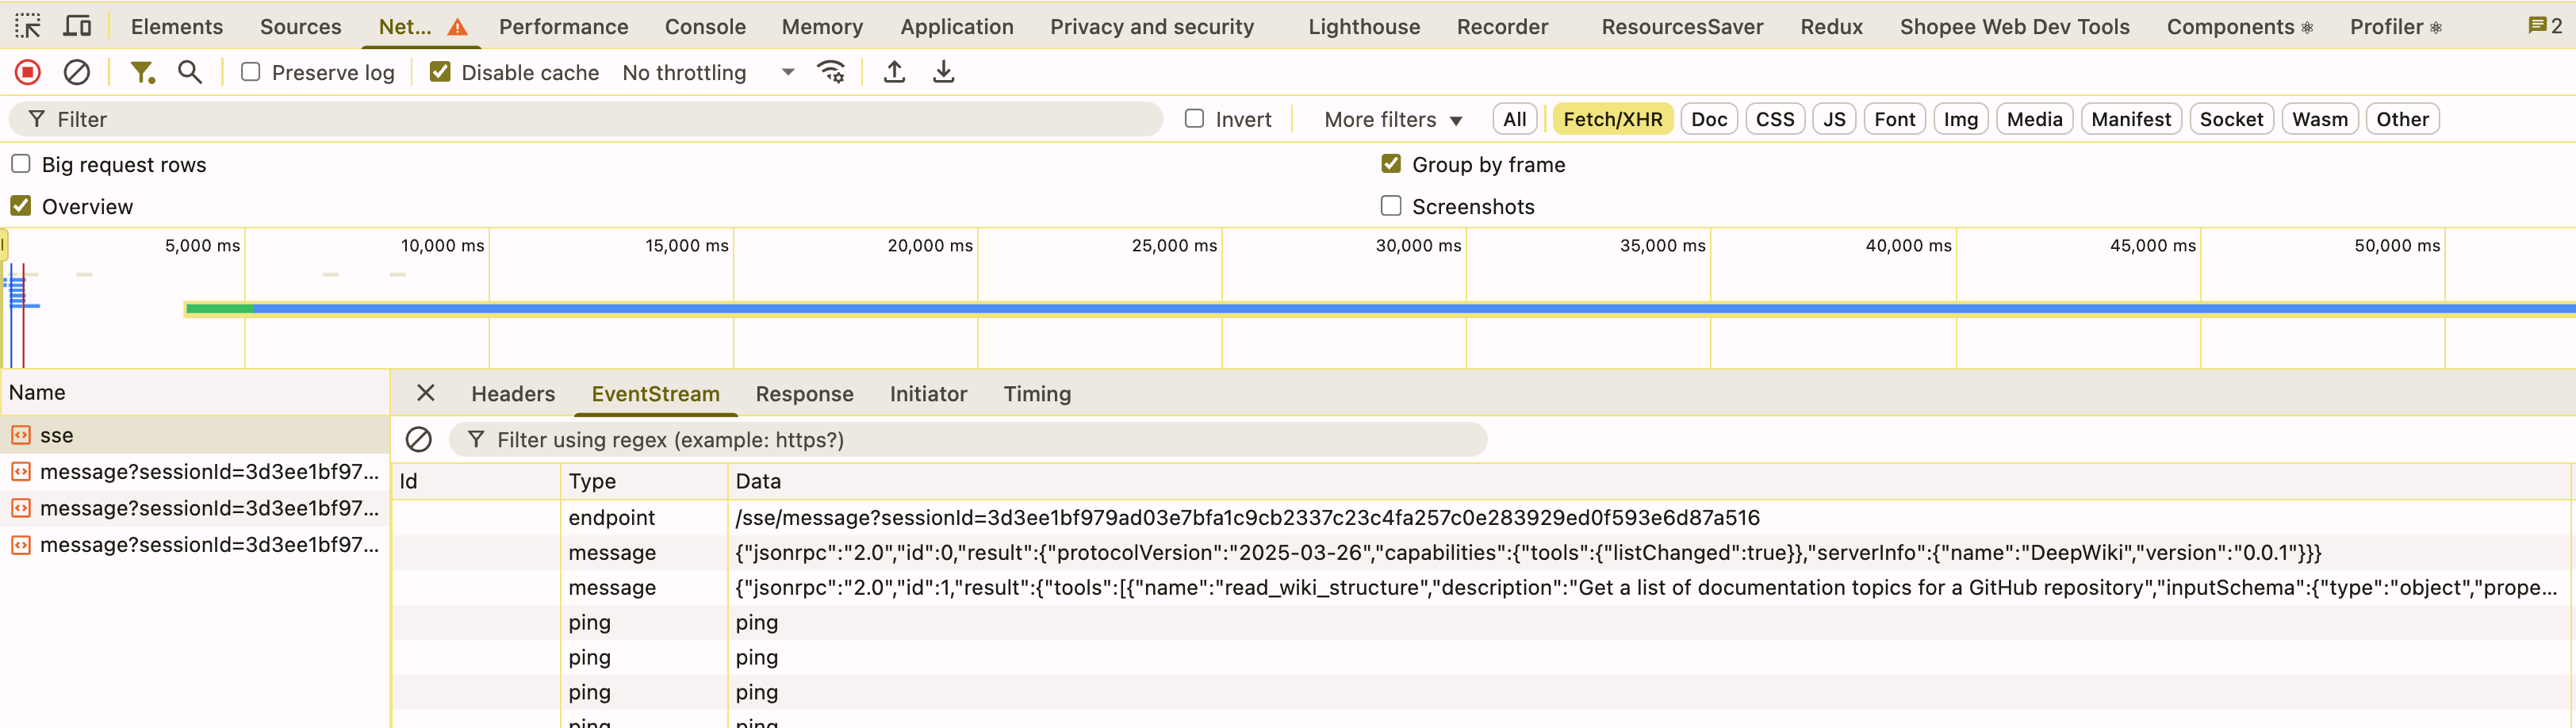 Elements Sources Net... Performance Console Memory Application Privacy and security Lighthouse Recorder ResourcesSaver Redux Shopee Web Dev Tools Components Profiler 2
Preserve log Disable cache No throttling
Filter Invert More filters All Fetch/XHR Doc CSS JS Font Img Media Manifest Socket Wasm Other
Big request rows Group by frame
Overview Screenshots
5,000 ms 10,000 ms 15,000 ms 20,000 ms 25,000 ms 30,000 ms 35,000 ms 40,000 ms 45,000 ms 50,000 ms
Name
sse
message?sessionId=3d3ee1bf97...
message?sessionId=3d3ee1bf97...
message?sessionId=3d3ee1bf97...
Headers EventStream Response Initiator Timing
Filter using regex (example: https?)
Id Type Data
endpoint /sse/message?sessionId=3d3ee1bf979ad03e7bfa1c9cb2337c23c4fa257c0e283929ed0f593e6d87a516
message {"jsonrpc":"2.0","id":0,"result":{"protocolVersion":"2025-03-26","capabilities":{"tools":{"listChanged":true}},"serverInfo":{"name":"DeepWiki","version":"0.0.1"}}}
message {"jsonrpc":"2.0","id":1,"result":{"tools":[{"name":"read_wiki_structure","description":"Get a list of documentation topics for a GitHub repository","inputSchema":{"type":"object","prope...
ping ping
ping ping
ping ping
ping ping